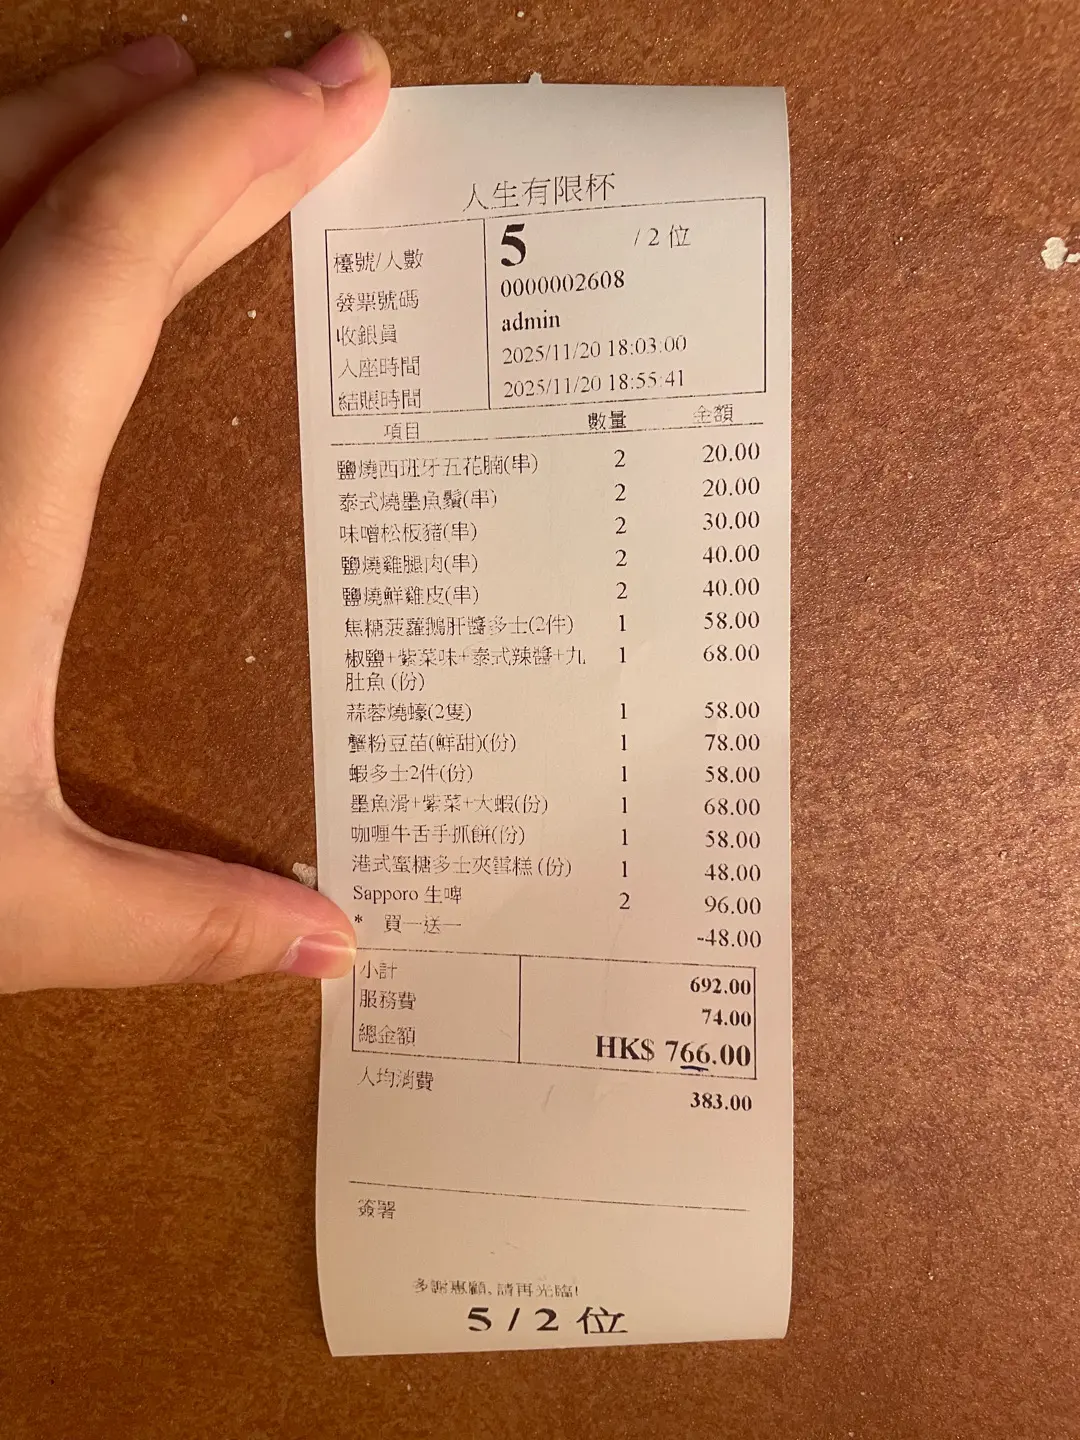 人生有限杯
檯號/人數 5 / 2 位
發票號碼 0000002608
收銀員 admin
入座時間 2025/11/20 18:03:00
結賬時間 2025/11/20 18:55:41
項目 數量 金額
鹽燒西班牙五花腩(串) 2 20.00
泰式燒墨魚鬚(串) 2 20.00
味噌松板豬(串) 2 30.00
鹽燒雞腿肉(串) 2 40.00
鹽燒鮮雞皮(串) 2 40.00
焦糖菠蘿鵝肝醬多士(2件) 1 58.00
椒鹽+紫菜味+泰式辣醬+九 1 68.00
肚魚 (份)
蒜蓉燒蠔(2隻) 1 58.00
蟹粉豆苗(鮮甜)(份) 1 78.00
蝦多士2件(份) 1 58.00
墨魚滑+紫菜+大蝦(份) 1 68.00
咖喱牛舌手抓餅(份) 1 58.00
港式蜜糖多士夾雪糕 (份) 1 48.00
Sapporo 生啤 2 96.00
* 買一送一 -48.00
小計 692.00
服務費 74.00
總金額 HK$ 766.00
人均消費 383.00
簽署
多謝惠顧, 請再光臨!
5 / 2 位